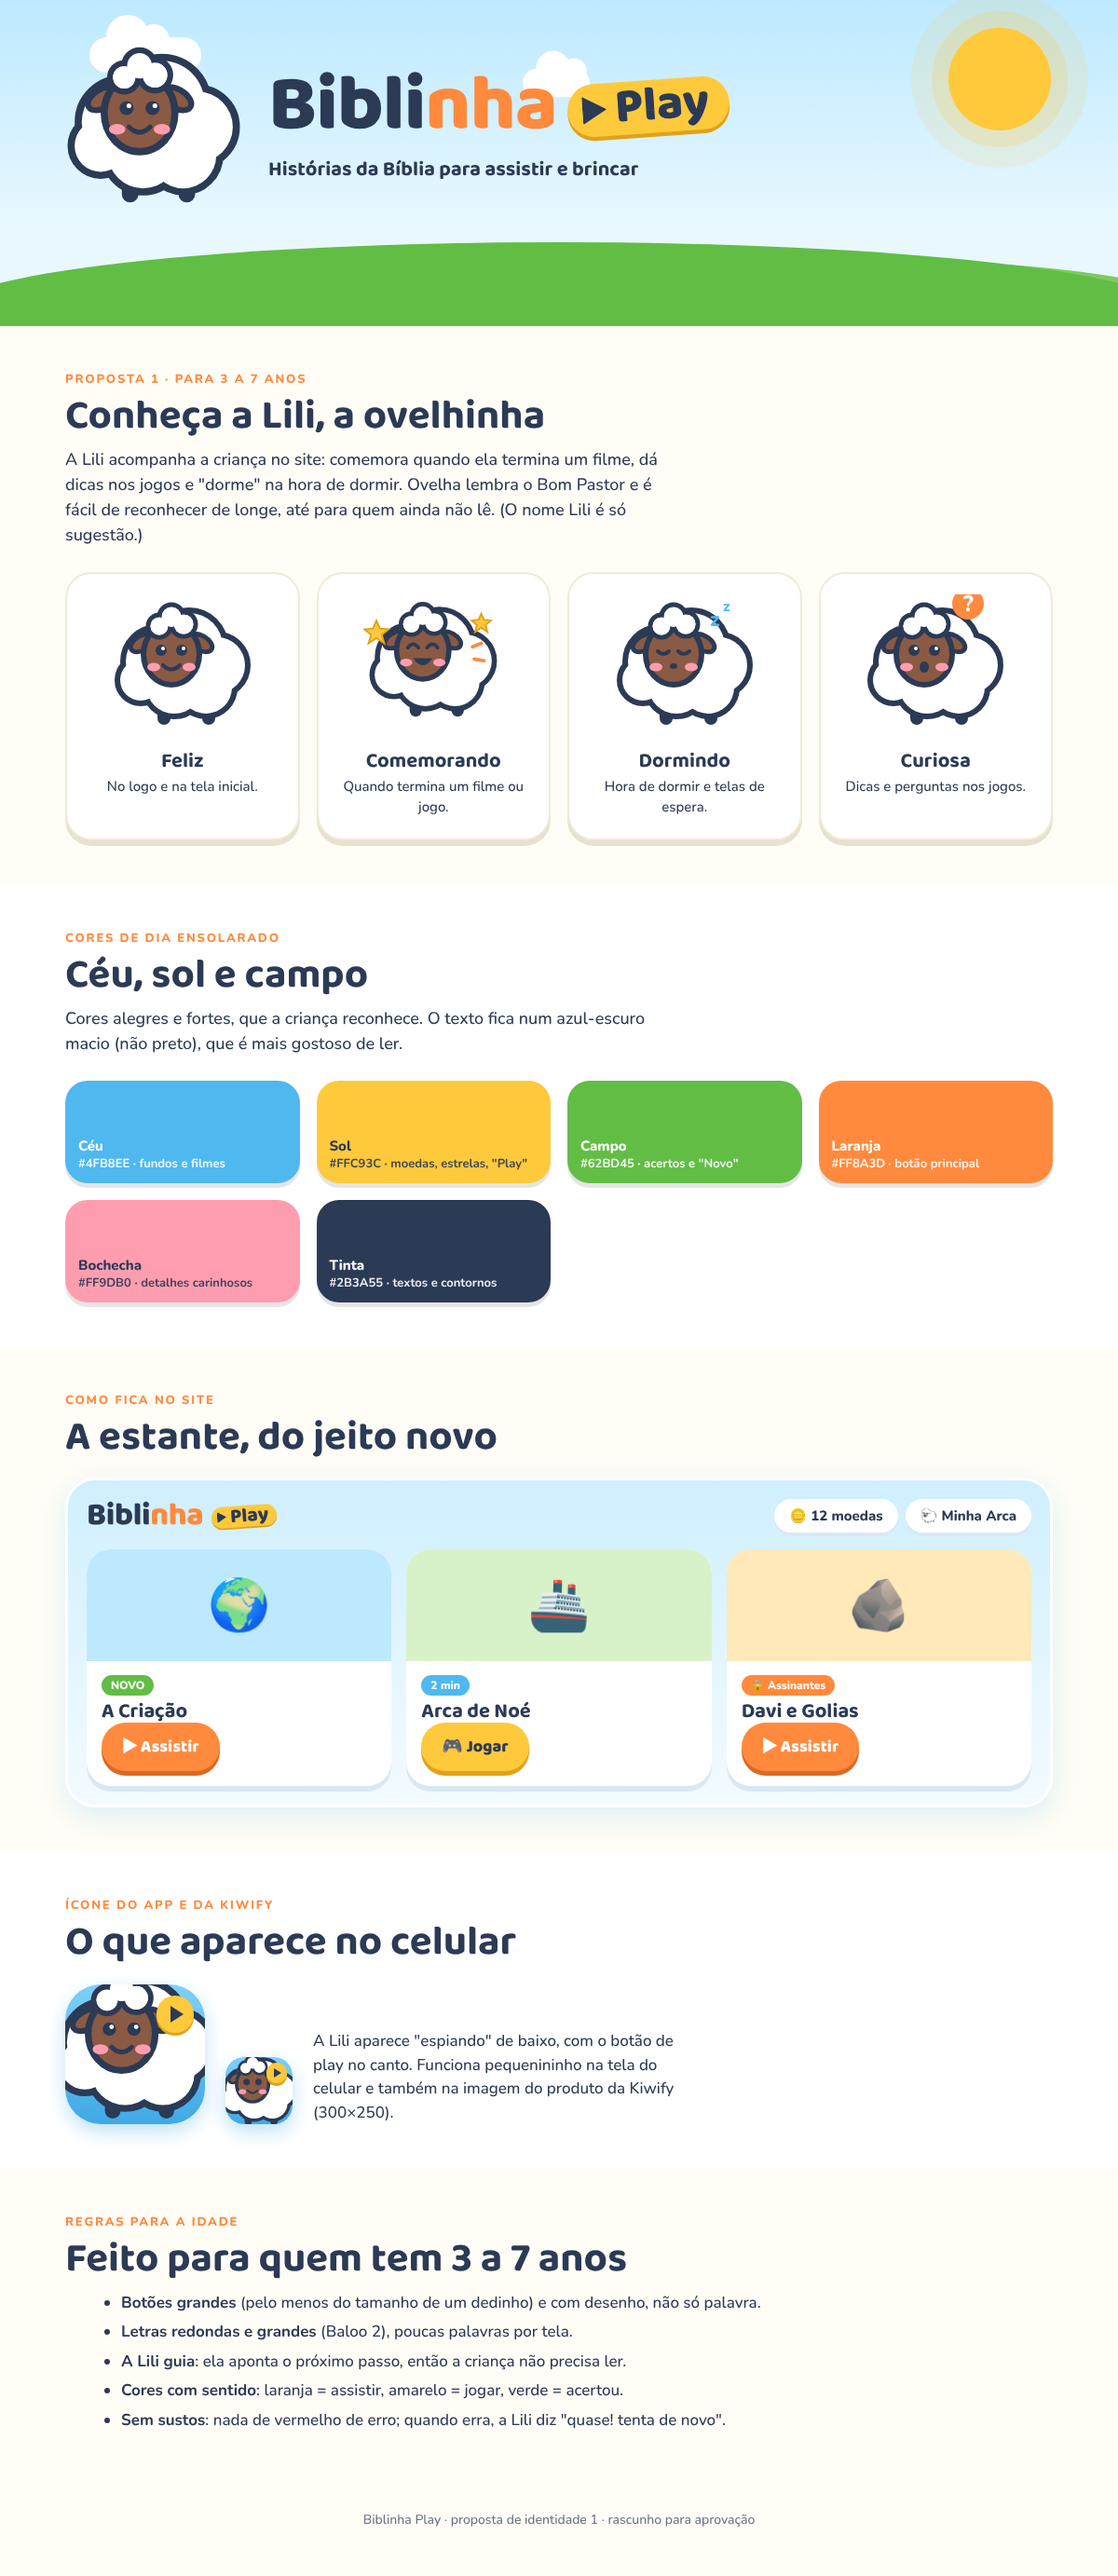 Biblinha ▶ Play
Histórias da Bíblia para assistir e brincar
PROPOSTA 1 · PARA 3 A 7 ANOS
Conheça a Lili, a ovelhinha
A Lili acompanha a criança no site: comemora quando ela termina um filme, dá
dicas nos jogos e "dorme" na hora de dormir. Ovelha lembra o Bom Pastor e é
fácil de reconhecer de longe, até para quem ainda não lê. (O nome Lili é só
sugestão.)
z
z
?
Feliz
No logo e na tela inicial.
Comemorando
Quando termina um filme ou
jogo.
Dormindo
Hora de dormir e telas de
espera.
Curiosa
Dicas e perguntas nos jogos.
CORES DE DIA ENSOLARADO
Céu, sol e campo
Cores alegres e fortes, que a criança reconhece. O texto fica num azul-escuro
macio (não preto), que é mais gostoso de ler.
Céu
#4FB8EE · fundos e filmes
Sol
#FFC93C · moedas, estrelas, "Play"
Campo
#62BD45 · acertos e "Novo"
Laranja
#FF8A3D · botão principal
Bochecha
#FF9DB0 · detalhes carinhosos
Tinta
#2B3A55 · textos e contornos
COMO FICA NO SITE
A estante, do jeito novo
Biblinha ▶ Play
🪙 12 moedas
🐑 Minha Arca
NOVO
A Criação
▶ Assistir
2 min
Arca de Noé
🎮 Jogar
🔒 Assinantes
Davi e Golias
▶ Assistir
ÍCONE DO APP E DA KIWIFY
O que aparece no celular
A Lili aparece "espiando" de baixo, com o botão de
play no canto. Funciona pequenininho na tela do
celular e também na imagem do produto da Kiwify
(300×250).
REGRAS PARA A IDADE
Feito para quem tem 3 a 7 anos
• Botões grandes (pelo menos do tamanho de um dedinho) e com desenho, não só palavra.
• Letras redondas e grandes (Baloo 2), poucas palavras por tela.
• A Lili guia: ela aponta o próximo passo, então a criança não precisa ler.
• Cores com sentido: laranja = assistir, amarelo = jogar, verde = acertou.
• Sem sustos: nada de vermelho de erro; quando erra, a Lili diz "quase! tenta de novo".
Biblinha Play · proposta de identidade 1 · rascunho para aprovação